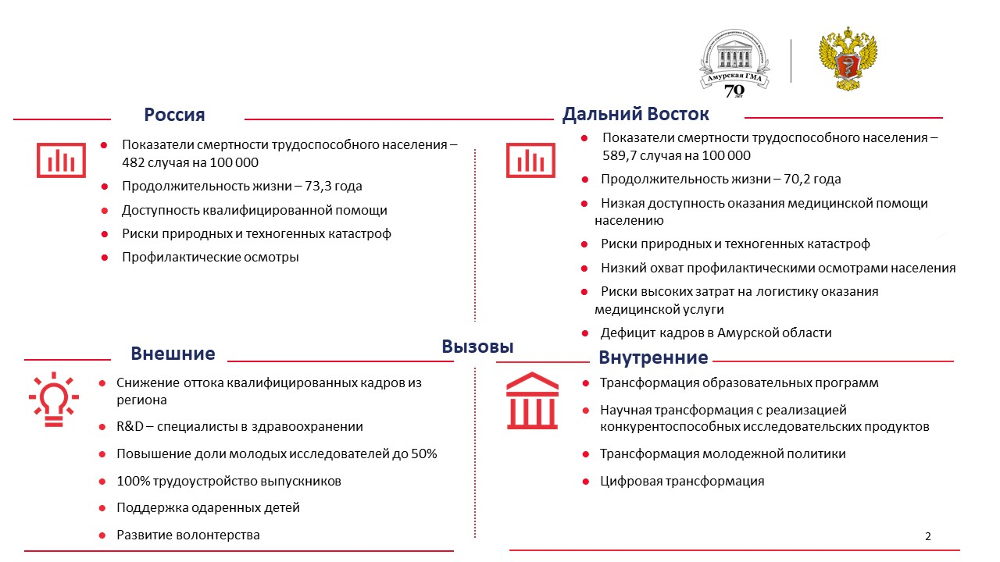 Министерство здравоохранения Российской Федерации
Амурская ГМА
70
лет
Россия
Показатели смертности трудоспособного населения –
482 случая на 100 000
Продолжительность жизни – 73,3 года
Доступность квалифицированной помощи
Риски природных и техногенных катастроф
Профилактические осмотры
Дальний Восток
Показатели смертности трудоспособного населения –
589,7 случая на 100 000
Продолжительность жизни – 70,2 года
Низкая доступность оказания медицинской помощи
населению
Риски природных и техногенных катастроф
Низкий охват профилактическими осмотрами населения
Риски высоких затрат на логистику оказания
медицинской услуги
Дефицит кадров в Амурской области
Вызовы
Внешние
Снижение оттока квалифицированных кадров из
региона
R&D – специалисты в здравоохранении
Повышение доли молодых исследователей до 50%
100% трудоустройство выпускников
Поддержка одаренных детей
Развитие волонтерства
Внутренние
Трансформация образовательных программ
Научная трансформация с реализацией
конкурентоспособных исследовательских продуктов
Трансформация молодежной политики
Цифровая трансформация
2